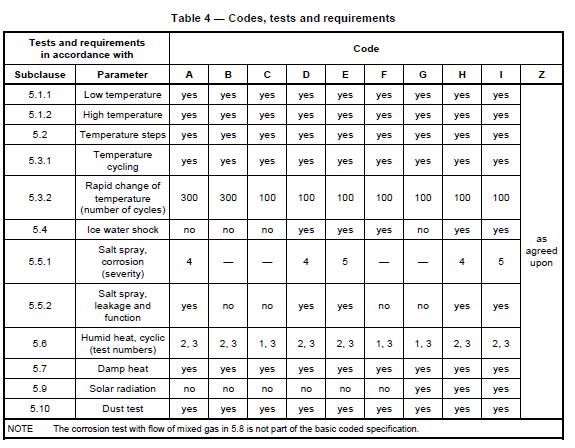 Table 4 — Codes, tests and requirements
Tests and requirements in accordance with Code
Subclause Parameter A B C D E F G H I Z
5.1.1 Low temperature yes yes yes yes yes yes yes yes yes as agreed upon
5.1.2 High temperature yes yes yes yes yes yes yes yes yes
5.2 Temperature steps yes yes yes yes yes yes yes yes yes
5.3.1 Temperature cycling yes yes yes yes yes yes yes yes yes
5.3.2 Rapid change of temperature (number of cycles) 300 300 100 100 100 100 100 100 100
5.4 Ice water shock no no no yes yes yes no yes yes
5.5.1 Salt spray, corrosion (severity) 4 — — 4 5 — — 4 5
5.5.2 Salt spray, leakage and function yes no no yes yes no no yes yes
5.6 Humid heat, cyclic (test numbers) 2, 3 2, 3 1, 3 2, 3 2, 3 1, 3 1, 3 2, 3 2, 3
5.7 Damp heat yes yes yes yes yes yes yes yes yes
5.9 Solar radiation no no no no no no yes yes yes
5.10 Dust test yes yes yes yes yes yes yes yes yes
NOTE The corrosion test with flow of mixed gas in 5.8 is not part of the basic coded specification.